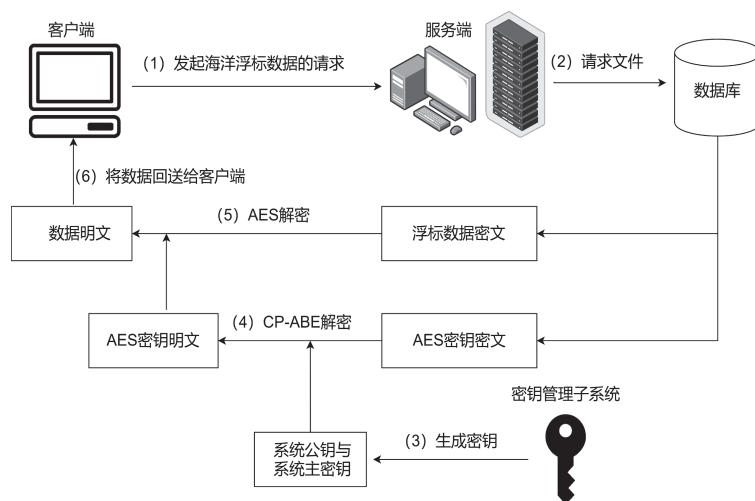 客户端
服务端
(1) 发起海洋浮标数据的请求
(2) 请求文件
数据库
(6) 将数据回送给客户端
数据明文
(5) AES解密
浮标数据密文
AES密钥明文
(4) CP-ABE解密
AES密钥密文
密钥管理子系统
系统公钥与
系统主密钥
(3) 生成密钥